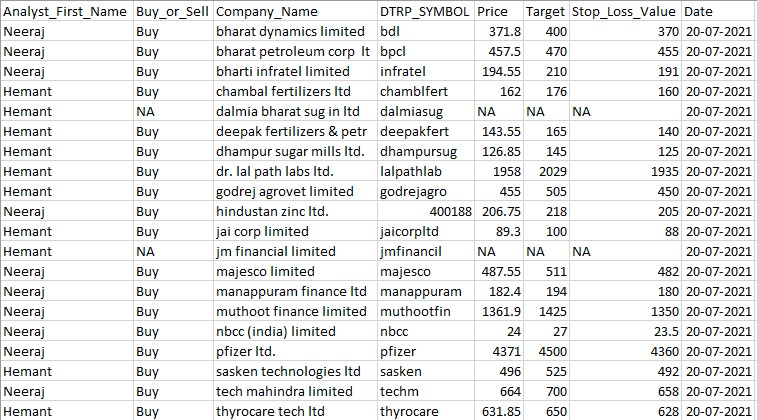 Analyst_First_Name Buy_or_Sell Company_Name DTRP_SYMBOL Price Target Stop_Loss_Value Date
Neeraj Buy bharat dynamics limited bdl 371.8 400 370 20-07-2021
Neeraj Buy bharat petroleum corp lt bpcl 457.5 470 455 20-07-2021
Neeraj Buy bharti infratel limited infratel 194.55 210 191 20-07-2021
Hemant Buy chambal fertilizers ltd chamblfert 162 176 160 20-07-2021
Hemant NA dalmia bharat sug in ltd dalmiasug NA NA NA 20-07-2021
Hemant Buy deepak fertilizers & petr deepakfert 143.55 165 140 20-07-2021
Hemant Buy dhampur sugar mills ltd. dhampursug 126.85 145 125 20-07-2021
Hemant Buy dr. lal path labs ltd. lalpathlab 1958 2029 1935 20-07-2021
Hemant Buy godrej agrovet limited godrejagro 455 505 450 20-07-2021
Neeraj Buy hindustan zinc ltd. 400188 206.75 218 205 20-07-2021
Hemant Buy jai corp limited jaicorpltd 89.3 100 88 20-07-2021
Hemant NA jm financial limited jmfinancil NA NA NA 20-07-2021
Neeraj Buy majesco limited majesco 487.55 511 482 20-07-2021
Neeraj Buy manappuram finance ltd manappuram 182.4 194 180 20-07-2021
Neeraj Buy muthoot finance limited muthootfin 1361.9 1425 1350 20-07-2021
Neeraj Buy nbcc (india) limited nbcc 24 27 23.5 20-07-2021
Neeraj Buy pfizer ltd. pfizer 4371 4500 4360 20-07-2021
Hemant Buy sasken technologies ltd sasken 496 525 492 20-07-2021
Neeraj Buy tech mahindra limited techm 664 700 658 20-07-2021
Hemant Buy thyrocare tech ltd thyrocare 631.85 650 628 20-07-2021